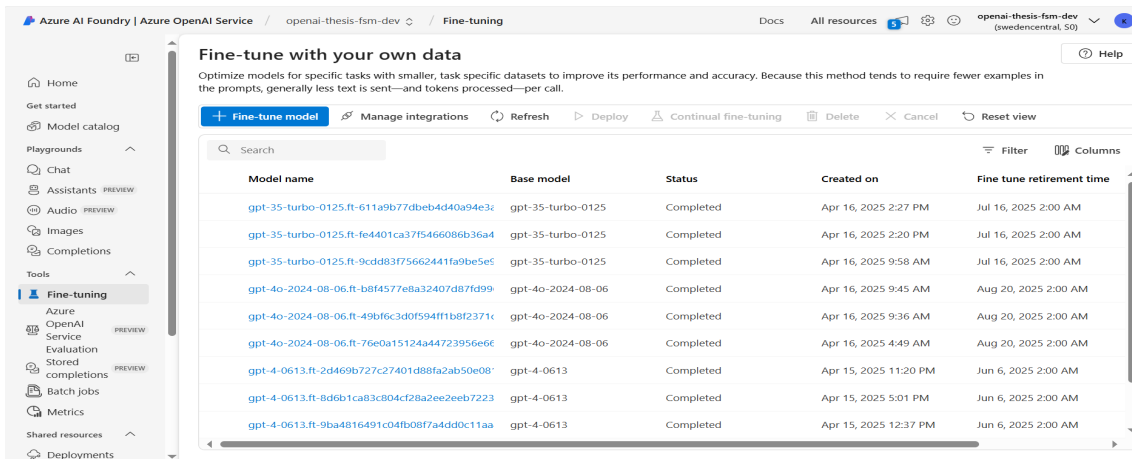 Azure AI Foundry | Azure OpenAI Service / openai-thesis-fsm-dev / Fine-tuning
Docs
All resources
5
openai-thesis-fsm-dev
(swedencentral, S0)
K
Home
Get started
Model catalog
Playgrounds
Chat
Assistants PREVIEW
Audio PREVIEW
Images
Completions
Tools
Fine-tuning
Azure
OpenAI
Service
Evaluation
PREVIEW
Stored
completions
PREVIEW
Batch jobs
Metrics
Shared resources
Deployments
Fine-tune with your own data
Help
Optimize models for specific tasks with smaller, task specific datasets to improve its performance and accuracy. Because this method tends to require fewer examples in
the prompts, generally less text is sent—and tokens processed—per call.
Fine-tune model Manage integrations Refresh Deploy Continual fine-tuning Delete Cancel Reset view
Search
Filter Columns
Model name Base model Status Created on Fine tune retirement time
gpt-35-turbo-0125.ft-611a9b77dbeb4d40a94e3a gpt-35-turbo-0125 Completed Apr 16, 2025 2:27 PM Jul 16, 2025 2:00 AM
gpt-35-turbo-0125.ft-fe4401ca37f5466086b36a4 gpt-35-turbo-0125 Completed Apr 16, 2025 2:20 PM Jul 16, 2025 2:00 AM
gpt-35-turbo-0125.ft-9cdd83f75662441fa9be5e9 gpt-35-turbo-0125 Completed Apr 16, 2025 9:58 AM Jul 16, 2025 2:00 AM
gpt-4o-2024-08-06.ft-b8f4577e8a32407d87fd99 gpt-4o-2024-08-06 Completed Apr 16, 2025 9:45 AM Aug 20, 2025 2:00 AM
gpt-4o-2024-08-06.ft-49bf6c3d0f594ff1b8f2371c gpt-4o-2024-08-06 Completed Apr 16, 2025 9:36 AM Aug 20, 2025 2:00 AM
gpt-4o-2024-08-06.ft-76e0a15124a44723956e66 gpt-4o-2024-08-06 Completed Apr 16, 2025 4:49 AM Aug 20, 2025 2:00 AM
gpt-4-0613.ft-2d469b727c27401d88fa2ab50e08 gpt-4-0613 Completed Apr 15, 2025 11:20 PM Jun 6, 2025 2:00 AM
gpt-4-0613.ft-8d6b1ca83c804cf28a2ee2eeb7223 gpt-4-0613 Completed Apr 15, 2025 5:01 PM Jun 6, 2025 2:00 AM
gpt-4-0613.ft-9ba4816491c04fb08f7a4dd0c11aa gpt-4-0613 Completed Apr 15, 2025 12:37 PM Jun 6, 2025 2:00 AM